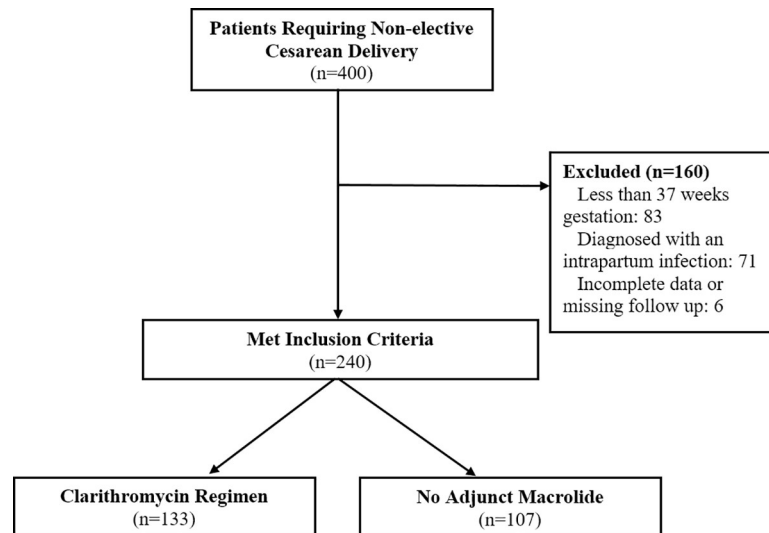 Patients Requiring Non-elective
Cesarean Delivery
(n=400)
Excluded (n=160)
Less than 37 weeks
gestation: 83
Diagnosed with an
intrapartum infection: 71
Incomplete data or
missing follow up: 6
Met Inclusion Criteria
(n=240)
Clarithromycin Regimen
(n=133)
No Adjunct Macrolide
(n=107)